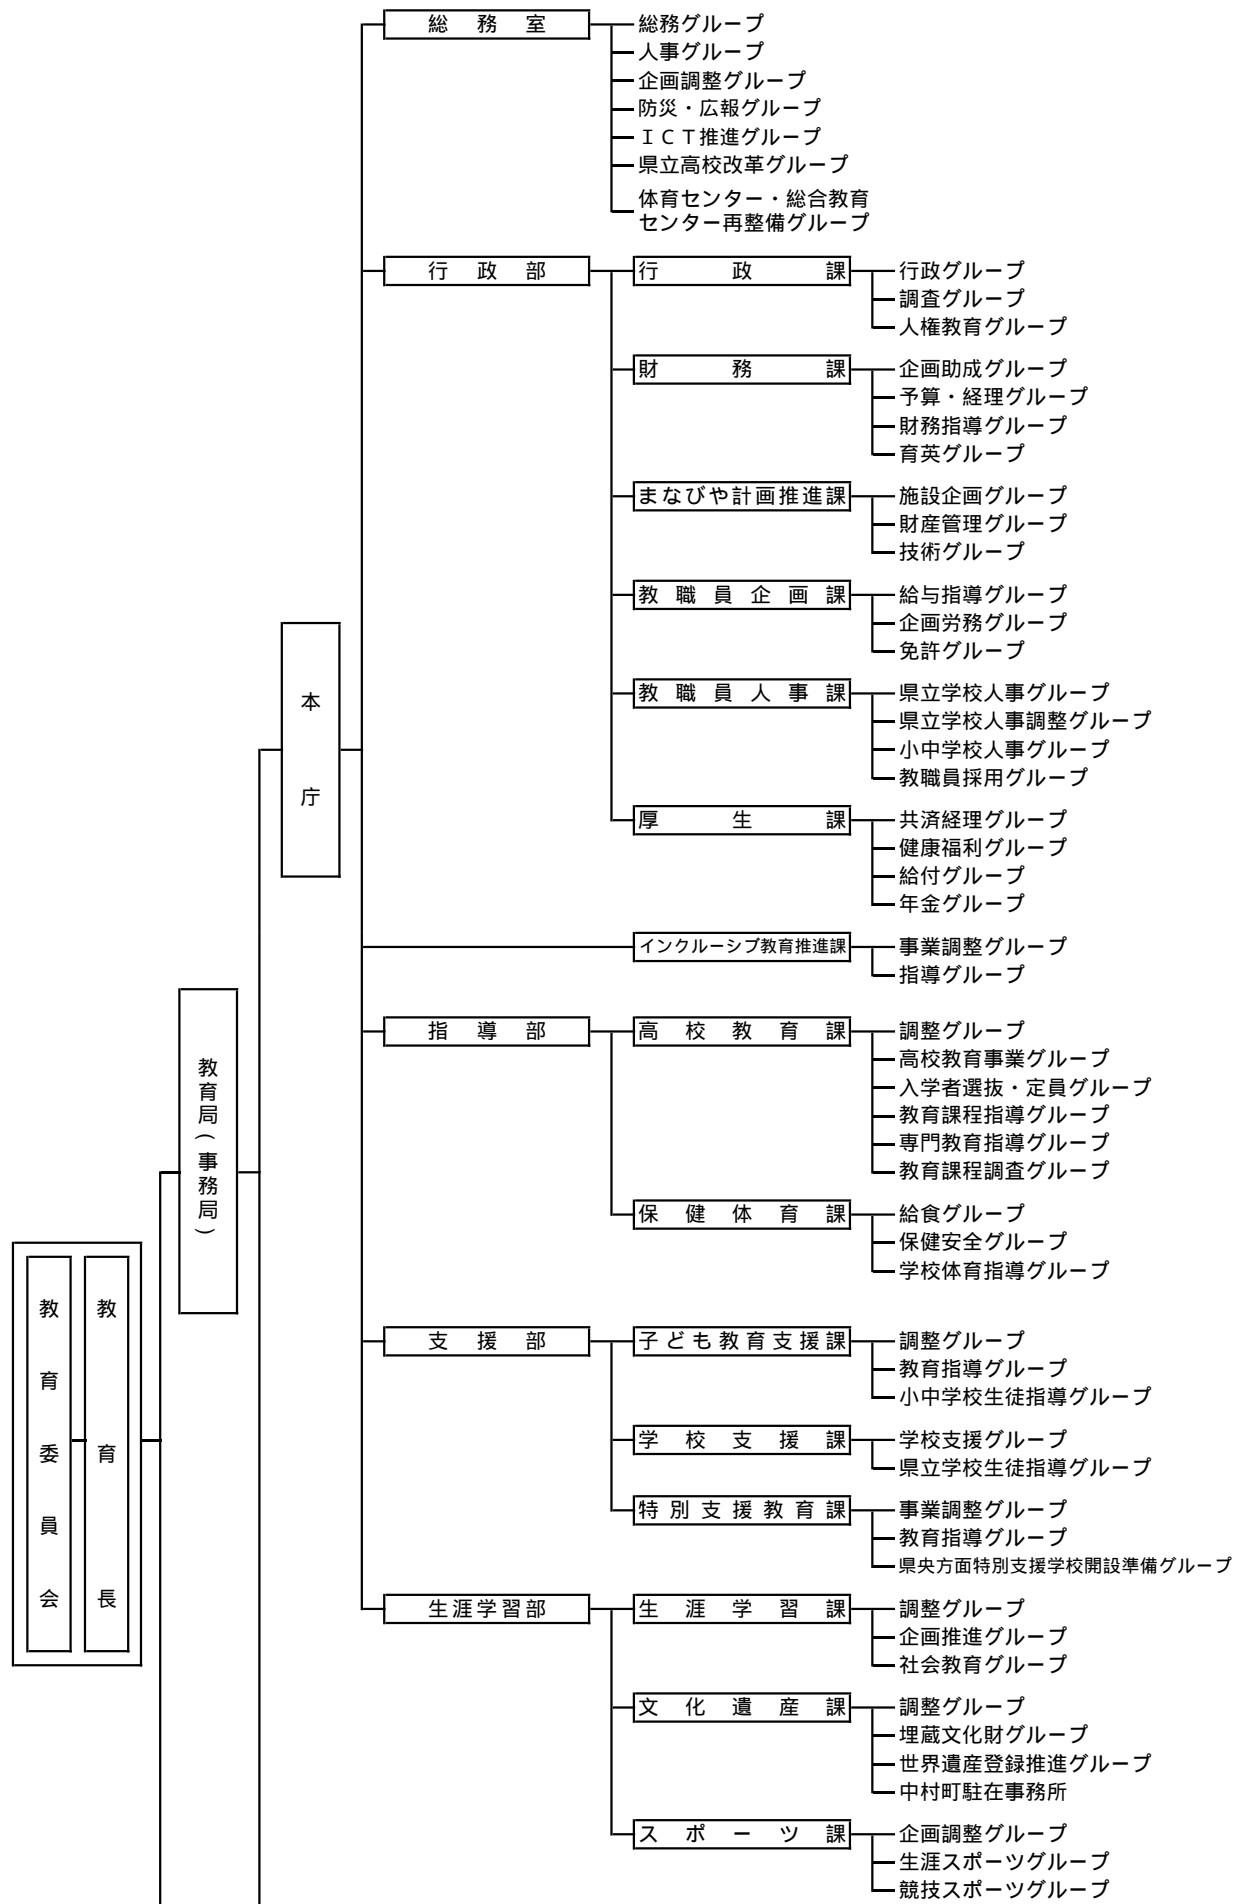 教育委員会
教育長
教育局(事務局)
本庁
総務室
総務グループ
人事グループ
企画調整グループ
防災・広報グループ
ＩＣＴ推進グループ
県立高校改革グループ
体育センター・総合教育
センター再整備グループ
行政部
行政課
行政グループ
調査グループ
人権教育グループ
財務課
企画助成グループ
予算・経理グループ
財務指導グループ
育英グループ
まなびや計画推進課
施設企画グループ
財産管理グループ
技術グループ
教職員企画課
給与指導グループ
企画労務グループ
免許グループ
教職員人事課
県立学校人事グループ
県立学校人事調整グループ
小中学校人事グループ
教職員採用グループ
厚生課
共済経理グループ
健康福利グループ
給付グループ
年金グループ
インクルーシブ教育推進課
事業調整グループ
指導グループ
指導部
高校教育課
調整グループ
高校教育事業グループ
入学者選抜・定員グループ
教育課程指導グループ
専門教育指導グループ
教育課程調査グループ
保健体育課
給食グループ
保健安全グループ
学校体育指導グループ
支援部
子ども教育支援課
調整グループ
教育指導グループ
小中学校生徒指導グループ
学校支援課
学校支援グループ
県立学校生徒指導グループ
特別支援教育課
事業調整グループ
教育指導グループ
県央方面特別支援学校開設準備グループ
生涯学習部
生涯学習課
調整グループ
企画推進グループ
社会教育グループ
文化遺産課
調整グループ
埋蔵文化財グループ
世界遺産登録推進グループ
中村町駐在事務所
スポーツ課
企画調整グループ
生涯スポーツグループ
競技スポーツグループ